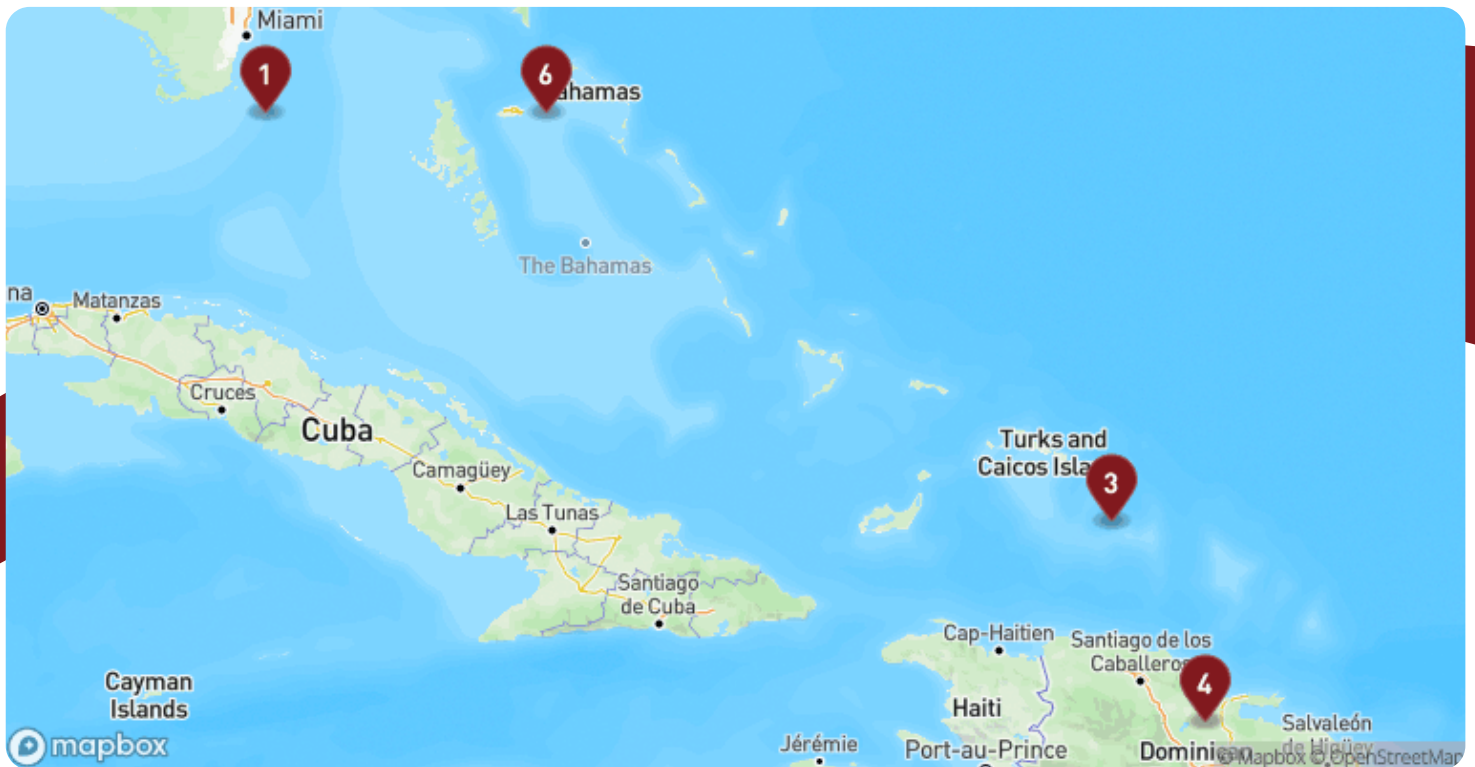 Miami
1
6
ahamas
The Bahamas
na
Matanzas
Cruces
Cuba
Camagüey
Las Tunas
Santiago
de Cuba
Turks and
Caicos Isla
3
Cap-Haitien
Santiago de los
Caballeros
4
Cayman
Islands
Haiti
Salvaleón
de Higüey
Jérémie
Port-au-Prince
Dominican
mapbox
© Mapbox © OpenStreetMap